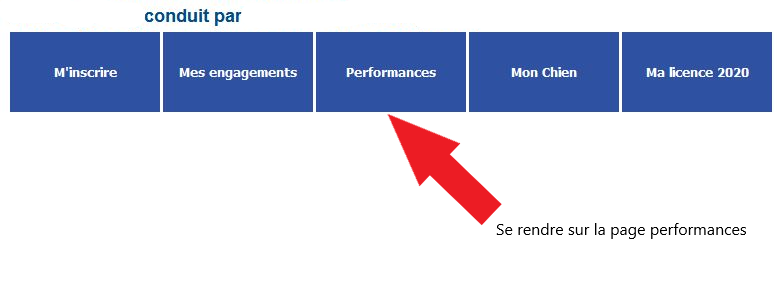 conduit par
M'inscrire
Mes engagements
Performances
Mon Chien
Ma licence 2020
Se rendre sur la page performances